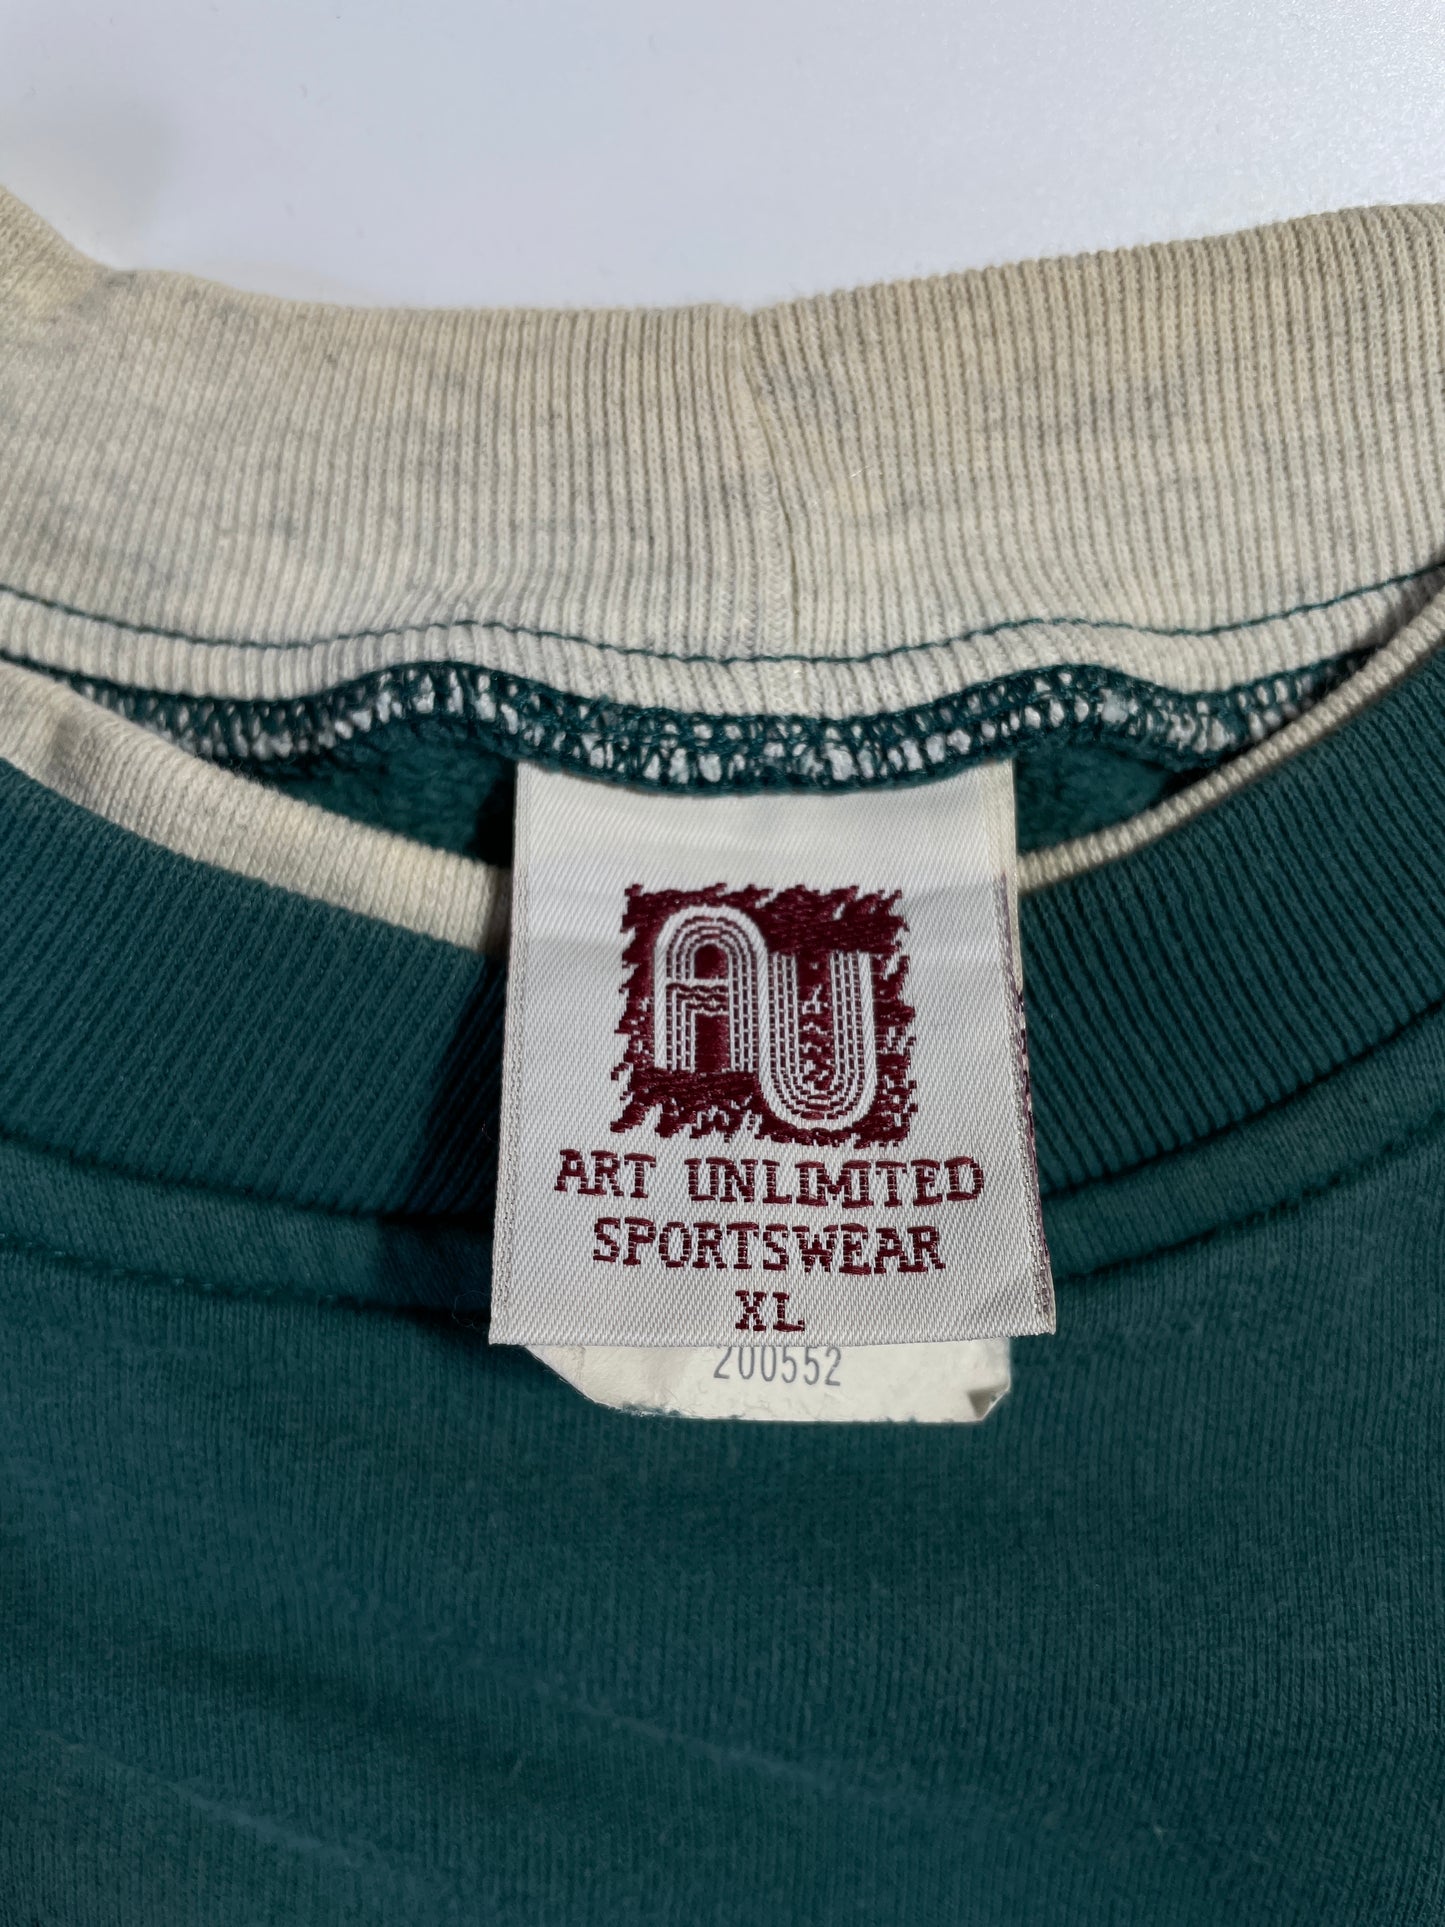 AU
ART UNLIMITED
SPORTSWEAR
XL
200552